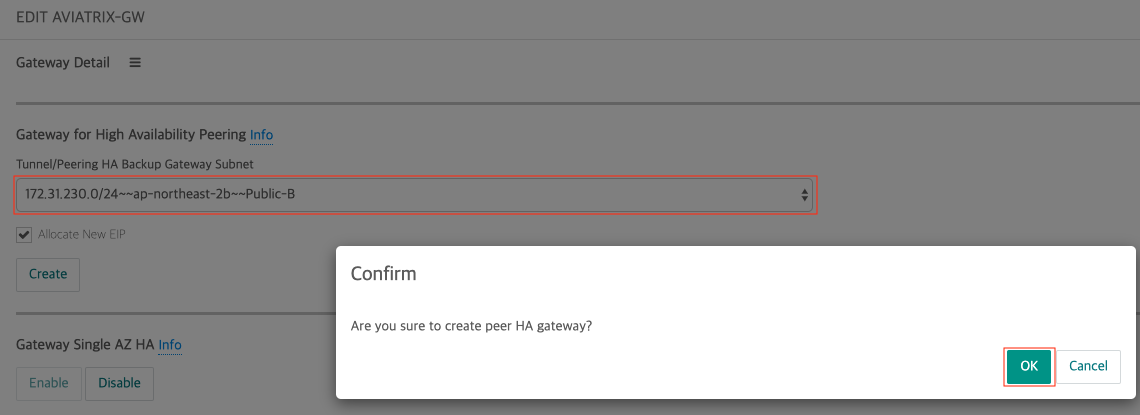 EDIT AVIATRIX-GW
Gateway Detail
Gateway for High Availability Peering Info
Tunnel/Peering HA Backup Gateway Subnet
172.31.230.0/24~~ap-northeast-2b~~Public-B
Allocate New EIP
Create
Confirm
Are you sure to create peer HA gateway?
OK Cancel
Gateway Single AZ HA Info
Enable Disable